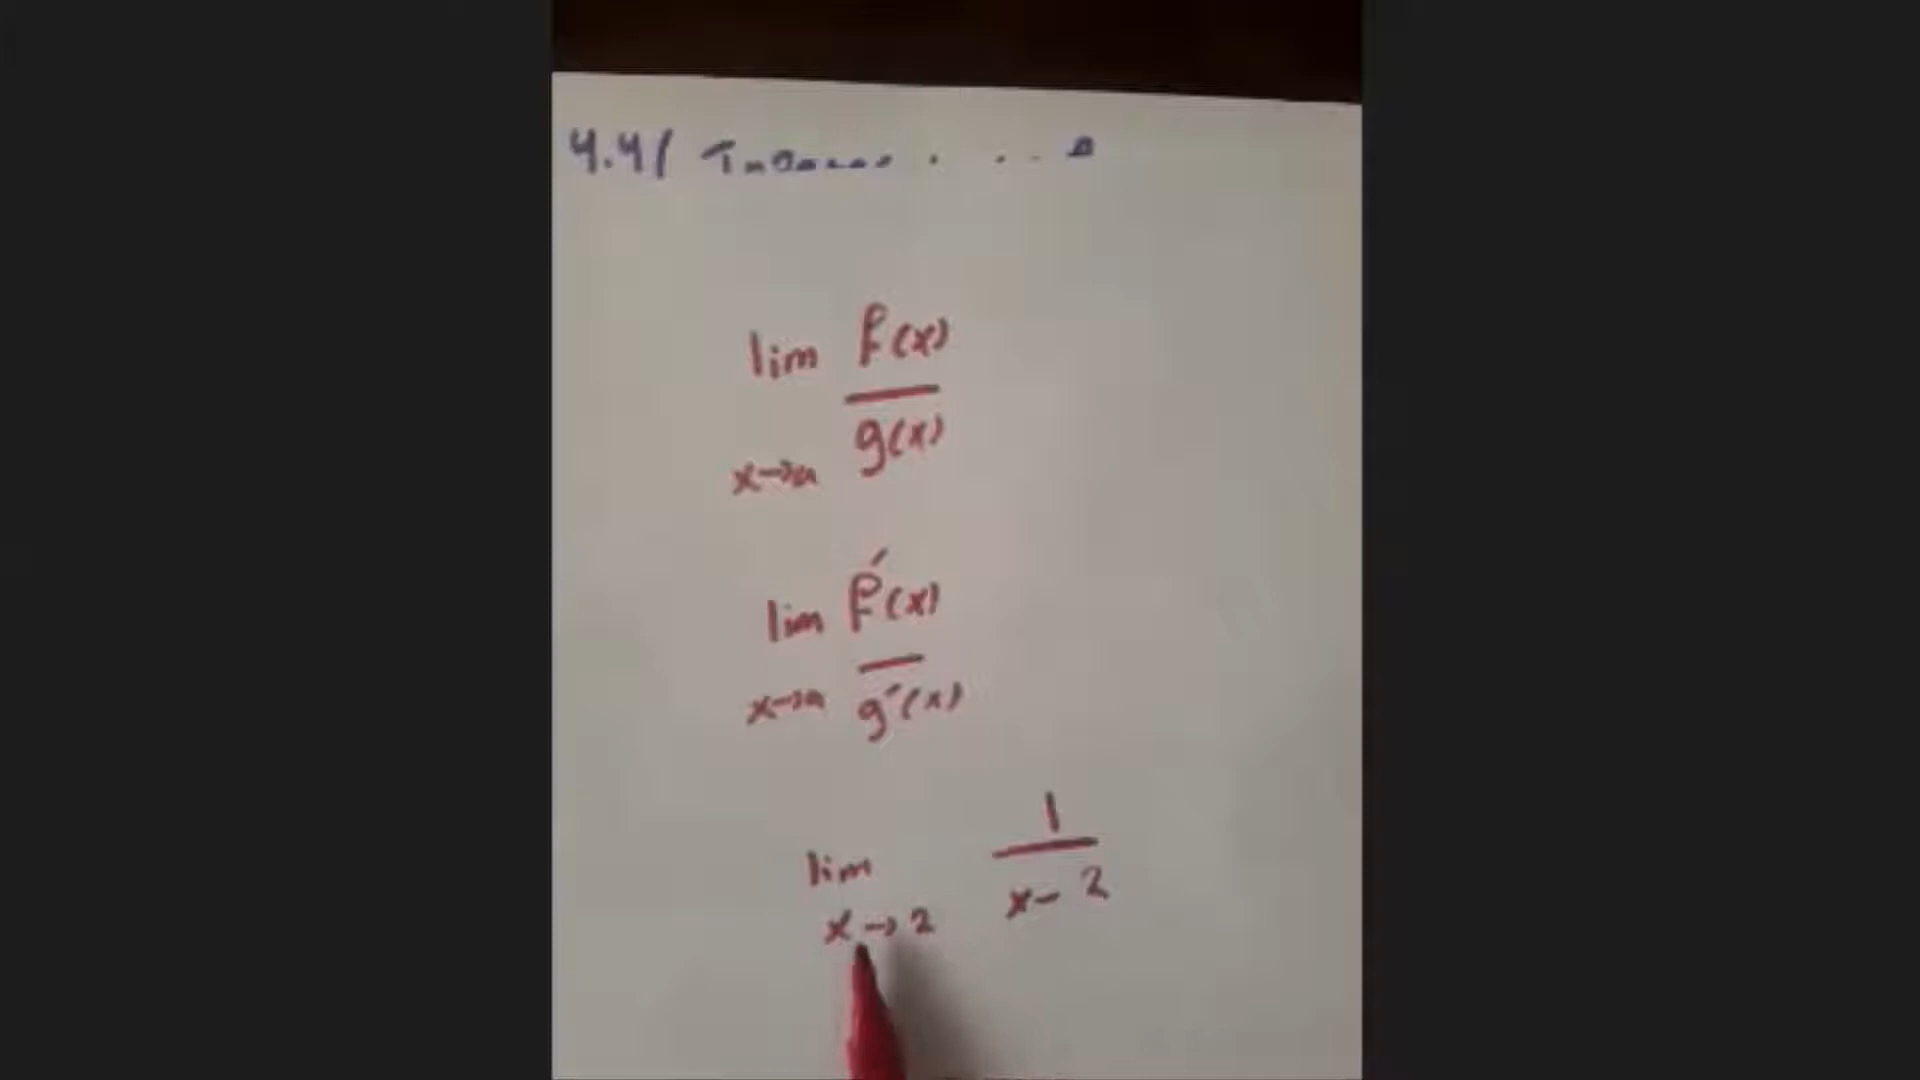 4.4/
lim f(x)
x→a g(x)
lim f'(x)
x→a g'(x)
lim 1
x→2 x-2